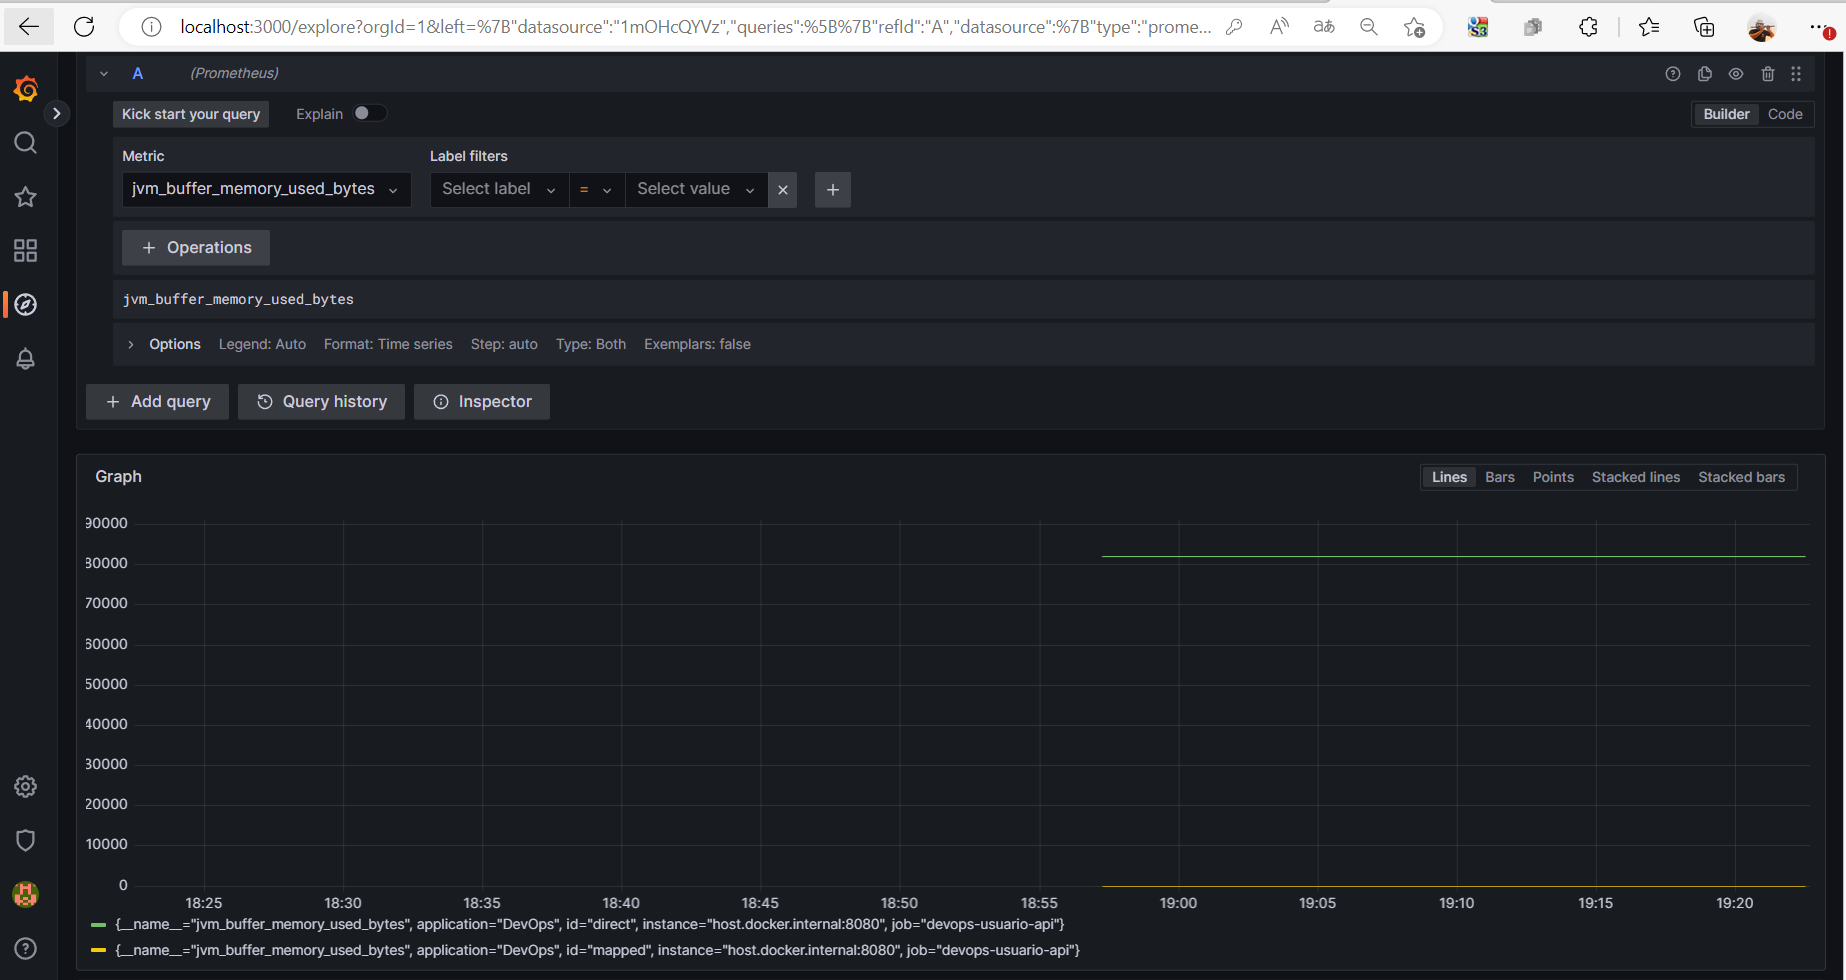 localhost:3000/explore?orgId=1&left=%7B"datasource":"1mOHcQYVz","queries":%5B%7B"refId":"A","datasource":%7B"type":"prome...
A (Prometheus)
Kick start your query Explain Builder Code
Metric Label filters
jvm_buffer_memory_used_bytes Select label = Select value
+ Operations
jvm_buffer_memory_used_bytes
Options Legend: Auto Format: Time series Step: auto Type: Both Exemplars: false
+ Add query Query history Inspector
Graph Lines Bars Points Stacked lines Stacked bars
90000
80000
70000
60000
50000
40000
30000
20000
10000
0
18:25 18:30 18:35 18:40 18:45 18:50 18:55 19:00 19:05 19:10 19:15 19:20
{__name__="jvm_buffer_memory_used_bytes", application="DevOps", id="direct", instance="host.docker.internal:8080", job="devops-usuario-api"}
{__name__="jvm_buffer_memory_used_bytes", application="DevOps", id="mapped", instance="host.docker.internal:8080", job="devops-usuario-api"}